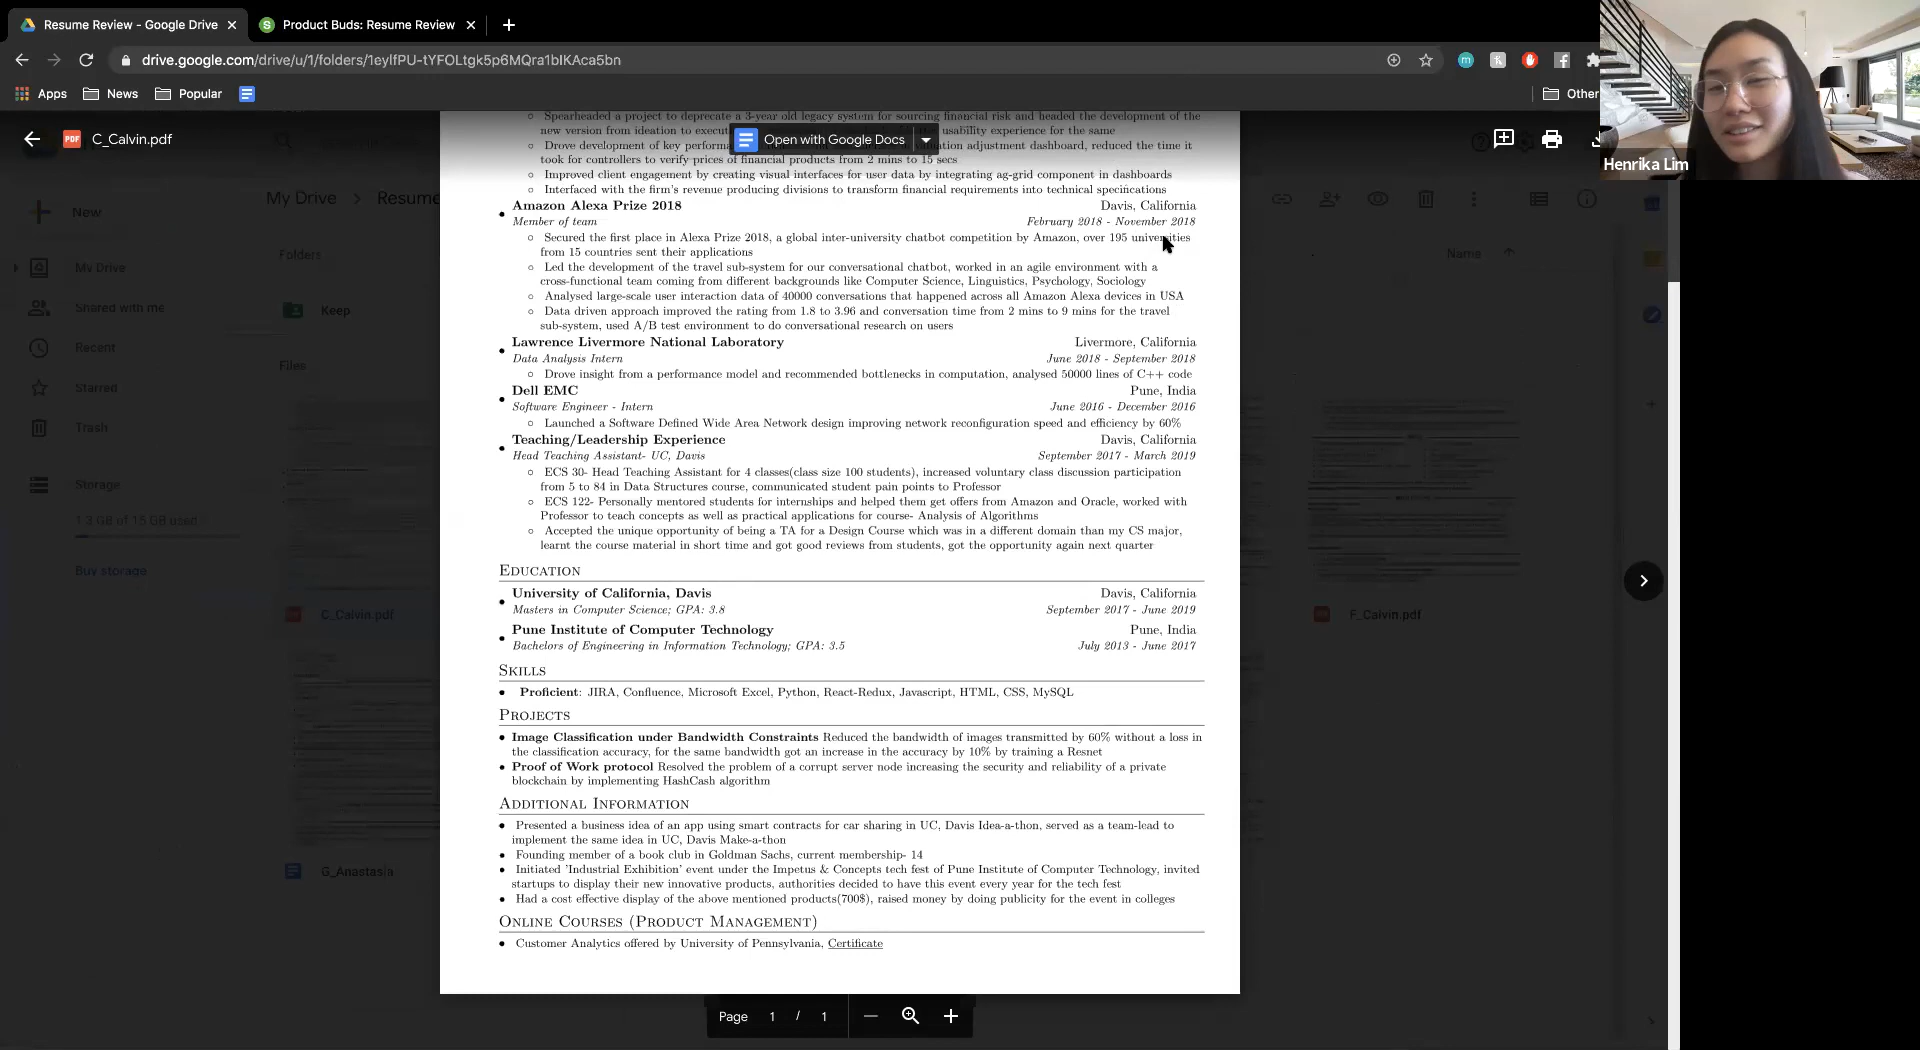 Resume Review - Google Drive
Product Buds: Resume Review
drive.google.com/drive/u/1/folders/1eylfPU-tYFOLtgk5p6MQra1blKAca5bn
Apps
News
Popular
Other
C_Calvin.pdf
Open with Google Docs
Henrika Lim
My Drive > Resume
New
My Drive
Shared with me
Recent
Starred
Trash
Storage
1.3 GB of 15 GB used
Buy storage
Folders
Name
Keep
Files
C_Calvin.pdf
F_Calvin.pdf
G_Anastasia
Spearheaded a project to deprecate a 3-year old legacy system for sourcing financial risk and headed the development of the
new version from ideation to usability experience for the same
Drove development of key adjustment dashboard, reduced the time it
took for controllers to verify prices of financial products from 2 mins to 15 secs
Improved client engagement by creating visual interfaces for user data by integrating ag-grid component in dashboards
Interfaced with the firm's revenue producing divisions to transform financial requirements into technical specifications
Amazon Alexa Prize 2018 Davis, California
Member of team February 2018 - November 2018
Secured the first place in Alexa Prize 2018, a global inter-university chatbot competition by Amazon, over 195 universities
from 15 countries sent their applications
Led the development of the travel sub-system for our conversational chatbot, worked in an agile environment with a
cross-functional team coming from different backgrounds like Computer Science, Linguistics, Psychology, Sociology
Analysed large-scale user interaction data of 40000 conversations that happened across all Amazon Alexa devices in USA
Data driven approach improved the rating from 1.8 to 3.96 and conversation time from 2 mins to 9 mins for the travel
sub-system, used A/B test environment to do conversational research on users
Lawrence Livermore National Laboratory Livermore, California
Data Analysis Intern June 2018 - September 2018
Drove insight from a performance model and recommended bottlenecks in computation, analysed 50000 lines of C++ code
Dell EMC Pune, India
Software Engineer - Intern June 2016 - December 2016
Launched a Software Defined Wide Area Network design improving network reconfiguration speed and efficiency by 60%
Teaching/Leadership Experience Davis, California
Head Teaching Assistant- UC, Davis September 2017 - March 2019
ECS 30- Head Teaching Assistant for 4 classes(class size 100 students), increased voluntary class discussion participation
from 5 to 84 in Data Structures course, communicated student pain points to Professor
ECS 122- Personally mentored students for internships and helped them get offers from Amazon and Oracle, worked with
Professor to teach concepts as well as practical applications for course- Analysis of Algorithms
Accepted the unique opportunity of being a TA for a Design Course which was in a different domain than my CS major,
learnt the course material in short time and got good reviews from students, got the opportunity again next quarter
EDUCATION
University of California, Davis Davis, California
Masters in Computer Science; GPA: 3.8 September 2017 - June 2019
Pune Institute of Computer Technology Pune, India
Bachelors of Engineering in Information Technology; GPA: 3.5 July 2013 - June 2017
SKILLS
Proficient: JIRA, Confluence, Microsoft Excel, Python, React-Redux, Javascript, HTML, CSS, MySQL
PROJECTS
Image Classification under Bandwidth Constraints Reduced the bandwidth of images transmitted by 60% without a loss in
the classification accuracy, for the same bandwidth got an increase in the accuracy by 10% by training a Resnet
Proof of Work protocol Resolved the problem of a corrupt server node increasing the security and reliability of a private
blockchain by implementing HashCash algorithm
ADDITIONAL INFORMATION
Presented a business idea of an app using smart contracts for car sharing in UC, Davis Idea-a-thon, served as a team-lead to
implement the same idea in UC, Davis Make-a-thon
Founding member of a book club in Goldman Sachs, current membership- 14
Initiated 'Industrial Exhibition' event under the Impetus & Concepts tech fest of Pune Institute of Computer Technology, invited
startups to display their new innovative products, authorities decided to have this event every year for the tech fest
Had a cost effective display of the above mentioned products(700$), raised money by doing publicity for the event in colleges
ONLINE COURSES (PRODUCT MANAGEMENT)
Customer Analytics offered by University of Pennsylvania, Certificate
Page 1 / 1